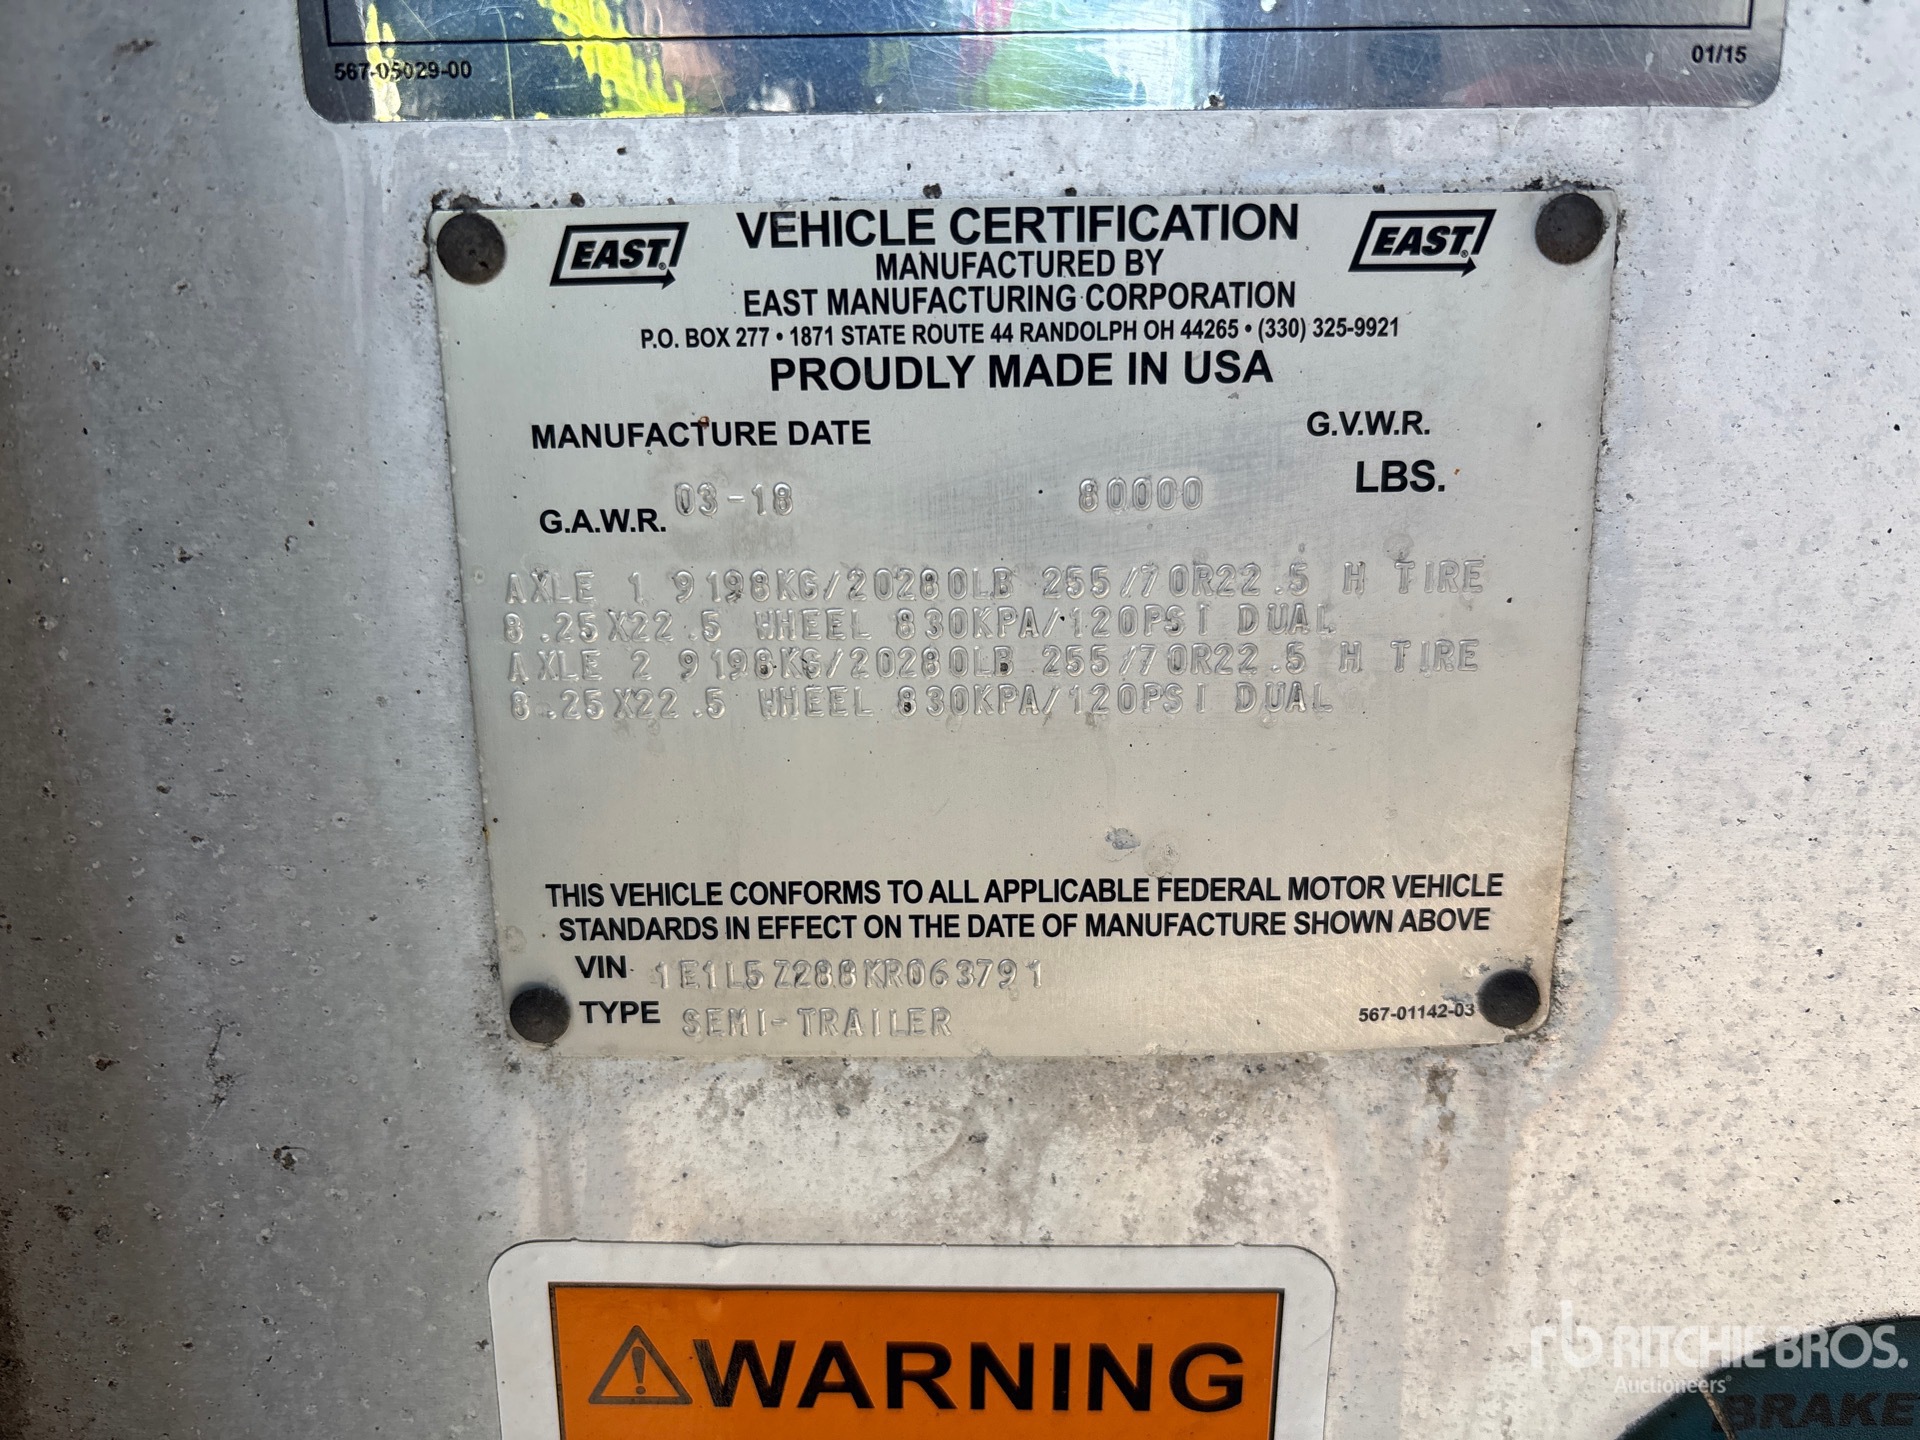 567-05029-00 01/15
EAST VEHICLE CERTIFICATION EAST
MANUFACTURED BY
EAST MANUFACTURING CORPORATION
P.O. BOX 277 • 1871 STATE ROUTE 44 RANDOLPH OH 44265 • (330) 325-9921
PROUDLY MADE IN USA
MANUFACTURE DATE G.V.W.R.
03-18 80000 LBS.
G.A.W.R.
AXLE 1 9198KG/20280LB 255/70R22.5 H TIRE
8.25X22.5 WHEEL 830KPA/120PSI DUAL
AXLE 2 9198KG/20280LB 255/70R22.5 H TIRE
8.25X22.5 WHEEL 830KPA/120PSI DUAL
THIS VEHICLE CONFORMS TO ALL APPLICABLE FEDERAL MOTOR VEHICLE
STANDARDS IN EFFECT ON THE DATE OF MANUFACTURE SHOWN ABOVE
VIN 1E1L5Z288KR063791
TYPE SEMI-TRAILER 567-01142-03
WARNING
rb RITCHIE BROS.
Auctioneers
BRAKE